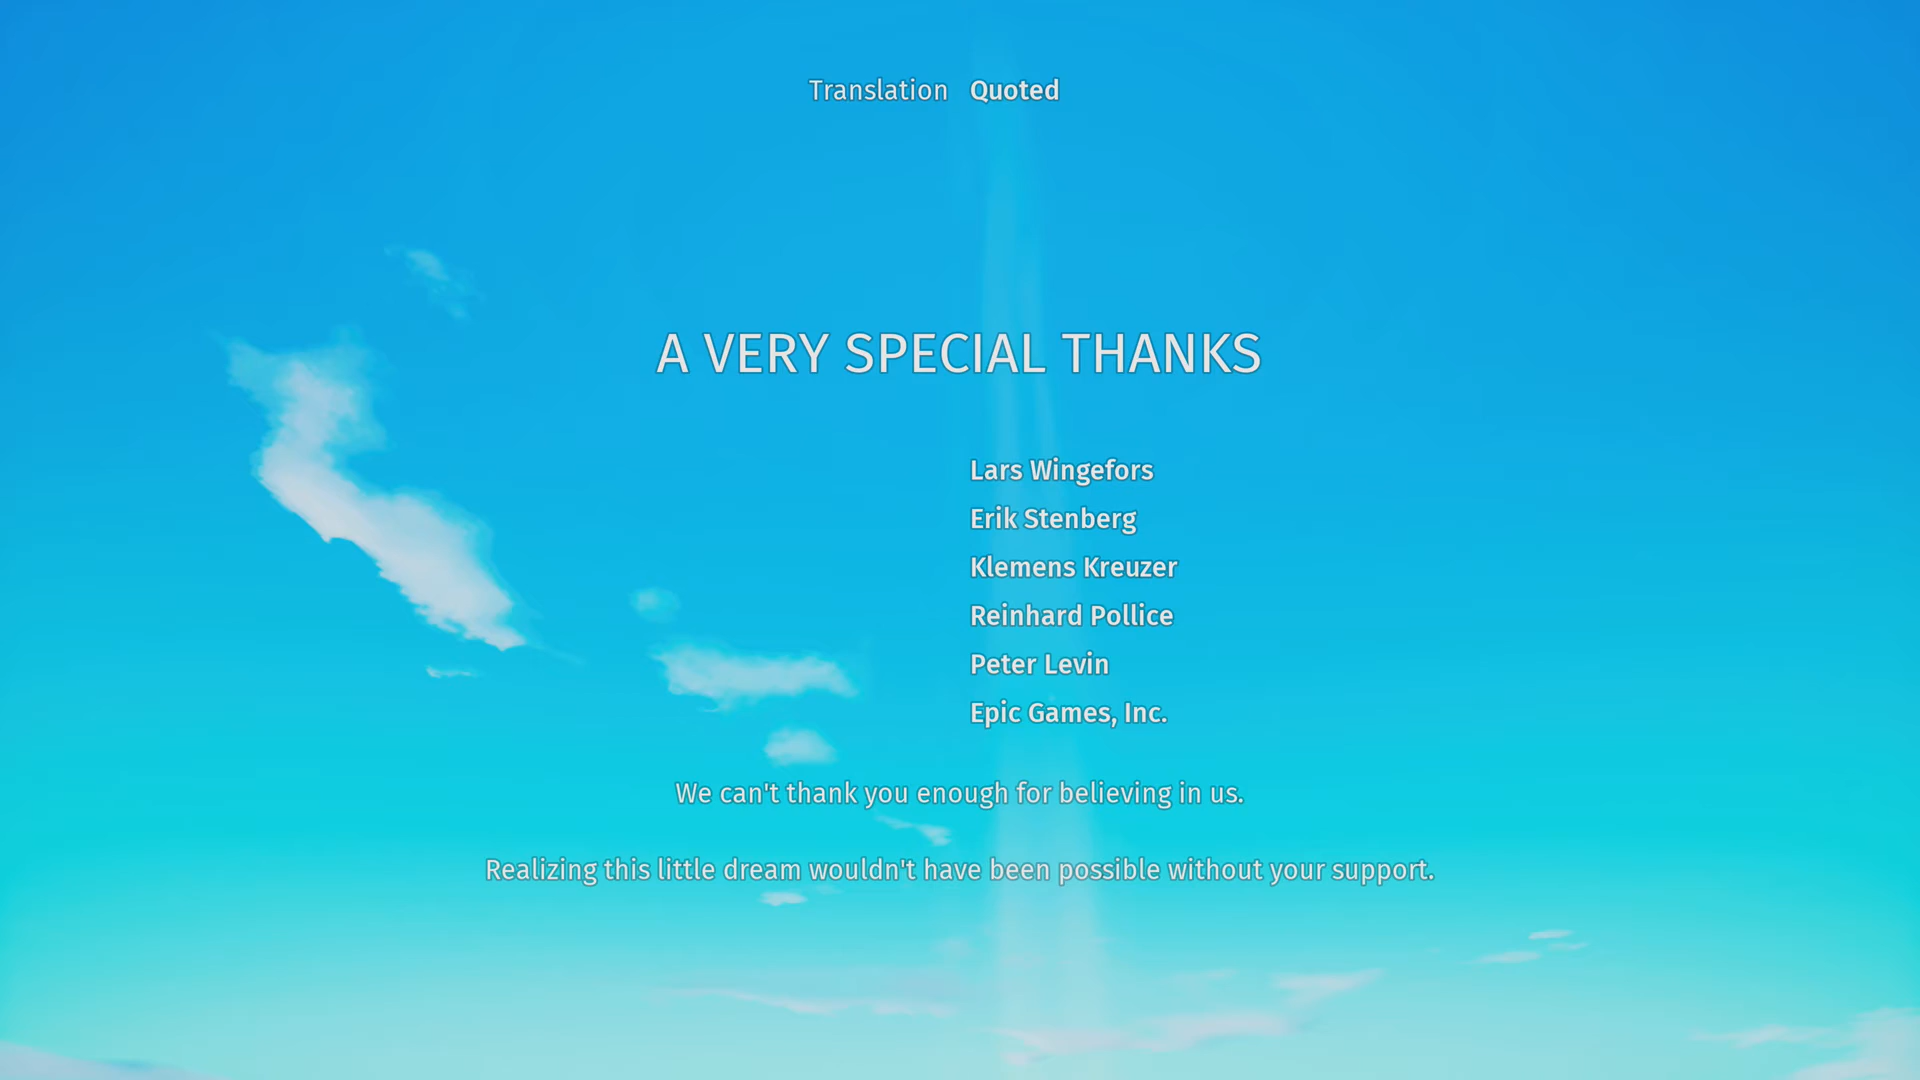 Translation Quoted
A VERY SPECIAL THANKS
Lars Wingefors
Erik Stenberg
Klemens Kreuzer
Reinhard Pollice
Peter Levin
Epic Games, Inc.
We can't thank you enough for believing in us.
Realizing this little dream wouldn't have been possible without your support.